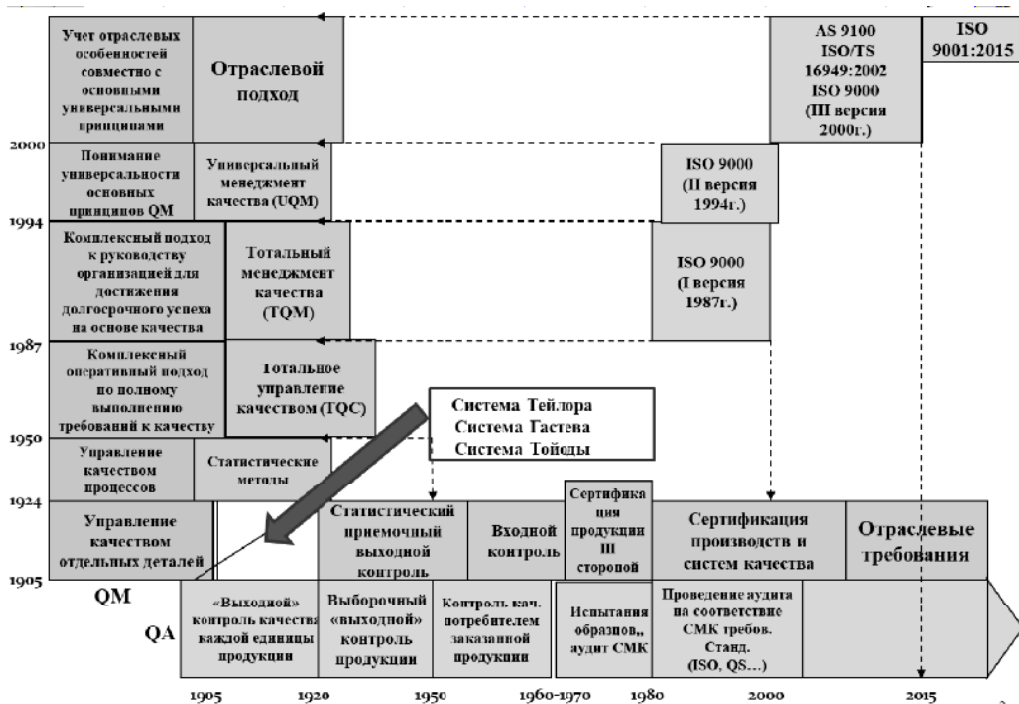 Учет отраслевых
особенностей
совместно с
основными
универсальными
принципами
Отраслевой
подход
AS 9100
ISO/TS
16949:2002
ISO 9000
(III версия
2000г.)
ISO
9001:2015
2000
Понимание
универсальности
основных
принципов QM
Универсальный
менеджмент
качества (UQM)
ISO 9000
(II версия
1994г.)
1994
Комплексный подход
к руководству
организацией для
достижения
долгосрочного успеха
на основе качества
Тотальный
менеджмент
качества
(TQM)
ISO 9000
(I версия
1987г.)
1987
Комплексный
оперативный подход
по полному
выполнению
требований к качеству
Тотальное
управление
качеством (TQC)
Система Тейлора
Система Гастева
Система Тойоды
1950
Управление
качеством
процессов
Статистические
методы
1924
Управление
качеством
отдельных деталей
Статистический
приемочный
выходной
контроль
Входной
контроль
Сертифика
ция
продукции
III
стороной
Сертификация
производств и
систем качества
Отраслевые
требования
1905
QM
QA
«Выходной»
контроль качества
каждой единицы
продукции
Выборочный
«выходной»
контроль
продукции
Контроль кач.
потребителем
заказанной
продукции
Испытания
образцов,,
аудит СМК
Проведение аудита
на соответствие
СМК требов.
Станд.
(ISO, QS...)
1905
1920
1950
1960-1970
1980
2000
2015